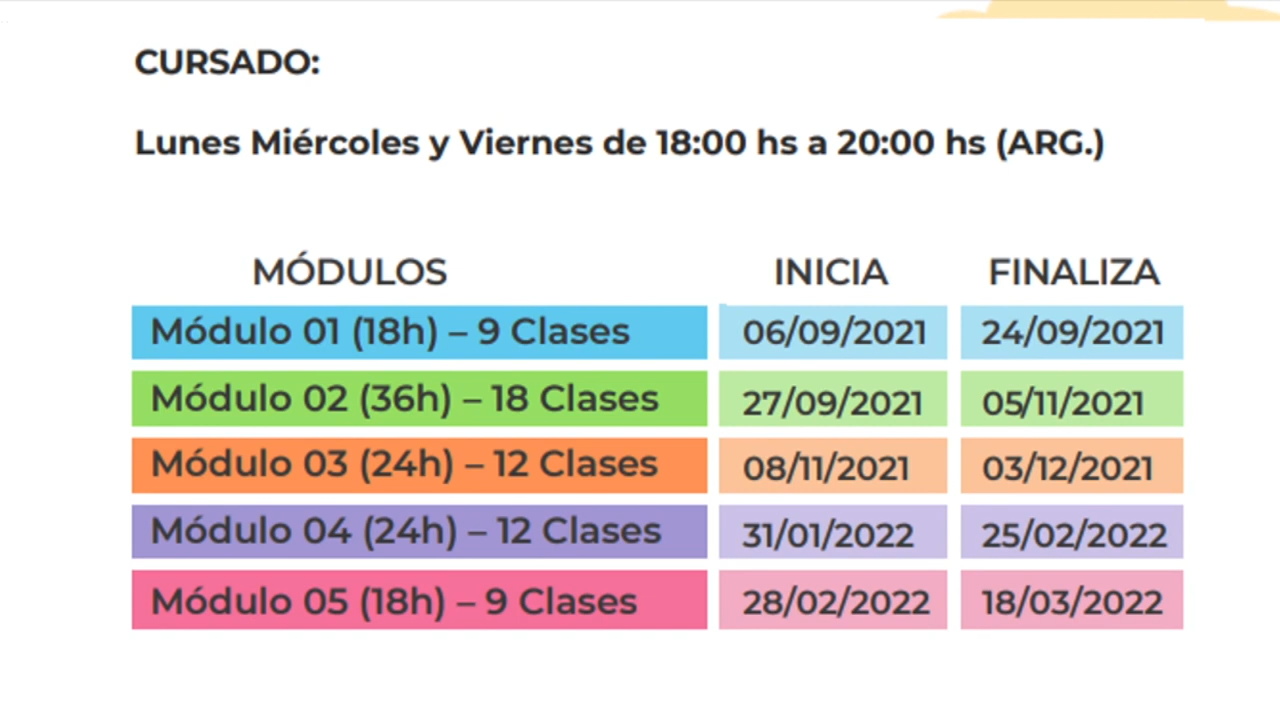 CURSADO:
Lunes Miércoles y Viernes de 18:00 hs a 20:00 hs (ARG.)
MÓDULOS INICIA FINALIZA
Módulo 01 (18h) – 9 Clases 06/09/2021 24/09/2021
Módulo 02 (36h) – 18 Clases 27/09/2021 05/11/2021
Módulo 03 (24h) – 12 Clases 08/11/2021 03/12/2021
Módulo 04 (24h) – 12 Clases 31/01/2022 25/02/2022
Módulo 05 (18h) – 9 Clases 28/02/2022 18/03/2022